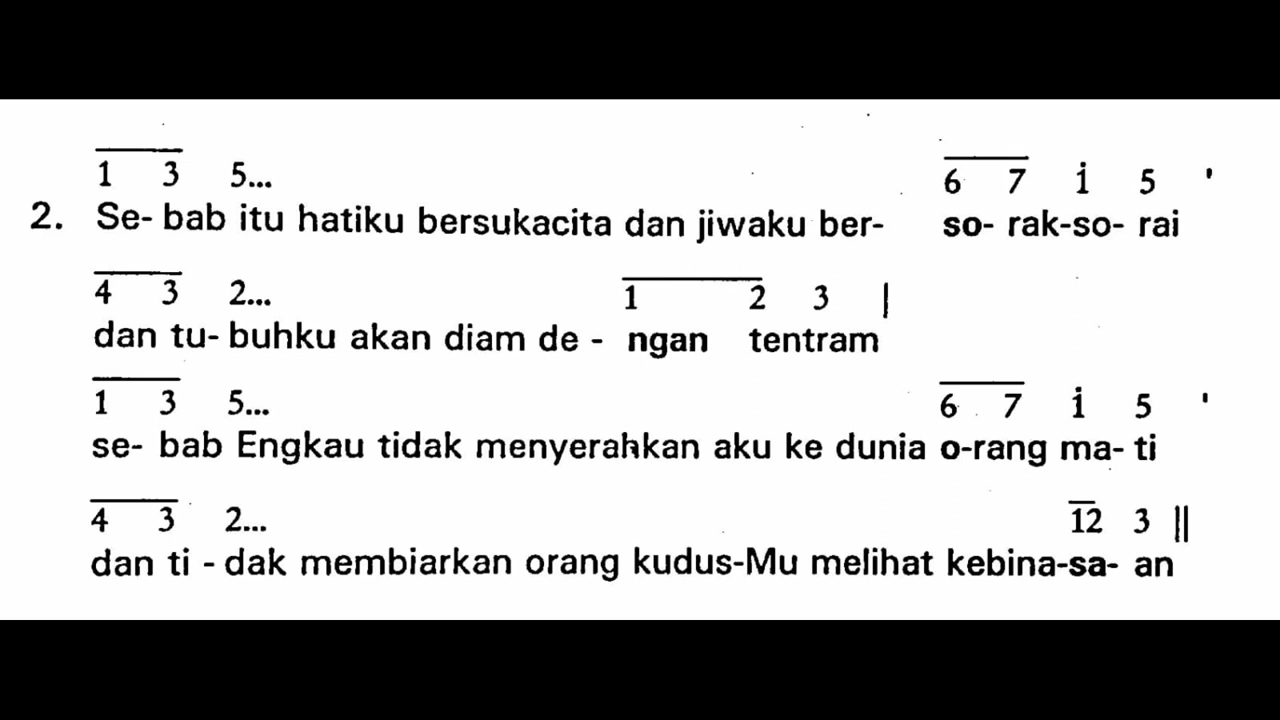 1 3 5... 6 7 i 5 '
2. Se- bab itu hatiku bersukacita dan jiwaku ber- so- rak-so- rai
4 3 2... 1 2 3 |
dan tu- buhku akan diam de - ngan tentram
1 3 5... 6 7 i 5 '
se- bab Engkau tidak menyerahkan aku ke dunia o-rang ma- ti
4 3 2... 12 3 ||
dan ti - dak membiarkan orang kudus-Mu melihat kebina-sa- an